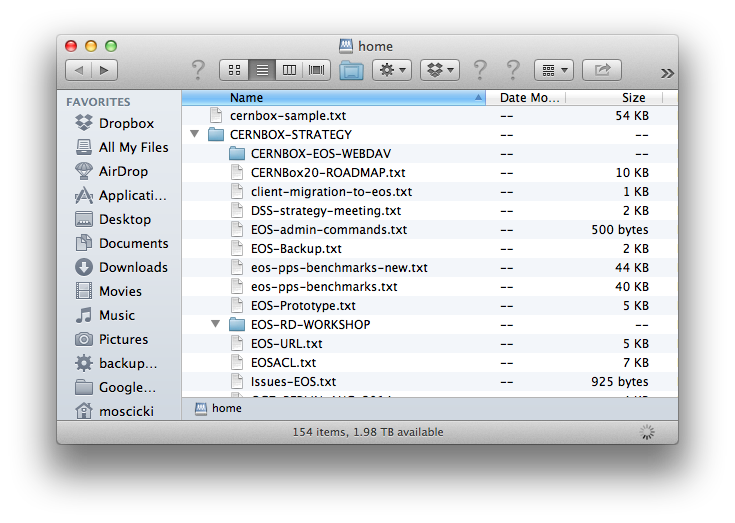 home
FAVORITES
Dropbox
All My Files
AirDrop
Applicati...
Desktop
Documents
Downloads
Movies
Music
Pictures
backup...
Google...
moscicki
Name Date Mo... Size
cernbox-sample.txt -- 54 KB
CERNBOX-STRATEGY -- --
CERNBOX-EOS-WEBDAV -- --
CERNBox20-ROADMAP.txt -- 10 KB
client-migration-to-eos.txt -- 1 KB
DSS-strategy-meeting.txt -- 2 KB
EOS-admin-commands.txt -- 500 bytes
EOS-Backup.txt -- 2 KB
eos-pps-benchmarks-new.txt -- 44 KB
eos-pps-benchmarks.txt -- 40 KB
EOS-Prototype.txt -- 5 KB
EOS-RD-WORKSHOP -- --
EOS-URL.txt -- 5 KB
EOSACL.txt -- 7 KB
Issues-EOS.txt -- 925 bytes
home
154 items, 1.98 TB available